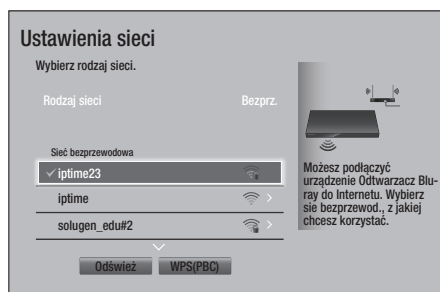 Ustawienia sieci
Wybierz rodzaj sieci.
Rodzaj sieci Bezprz.
Sieć bezprzewodowa
iptime23
iptime
solugen_edu#2
Odśwież WPS(PBC)
Możesz podłączyć
urządzenie Odtwarzacz Blu-
ray do Internetu. Wybierz
sie bezprzewod., z jakiej
chcesz korzystać.